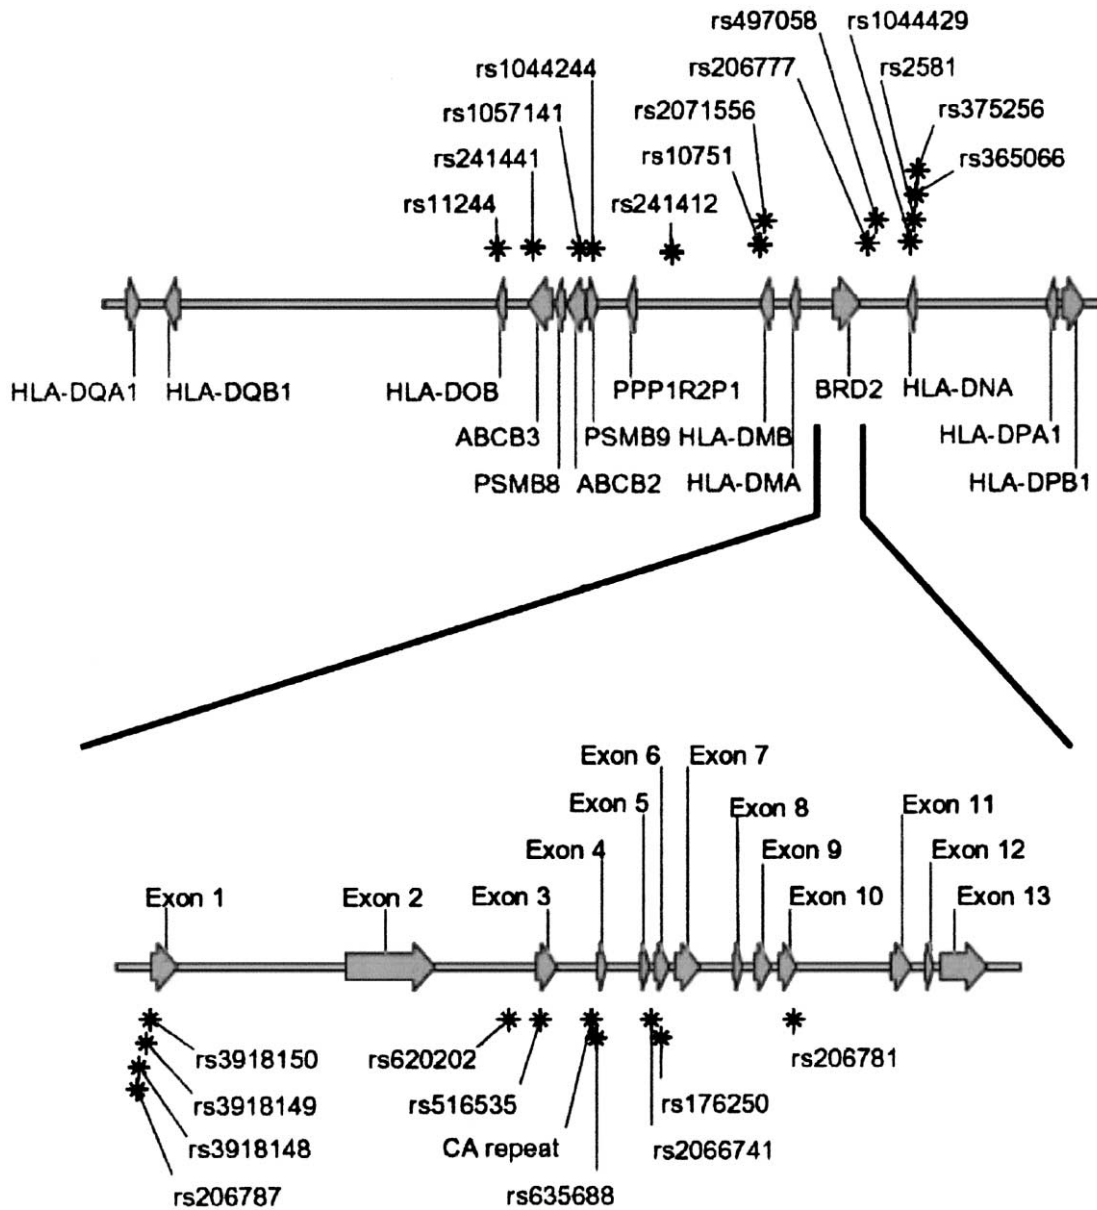 rs497058
rs1044429
rs206777
rs2581
rs1044244
rs2071556
rs375256
rs1057141
rs10751
rs365066
rs241441
rs11244
rs241412
HLA-DQA1
HLA-DQB1
HLA-DOB
PPP1R2P1
BRD2
HLA-DNA
ABCB3
PSMB9
HLA-DMB
HLA-DPA1
PSMB8
ABCB2
HLA-DMA
HLA-DPB1
Exon 6
Exon 7
Exon 5
Exon 8
Exon 11
Exon 4
Exon 9
Exon 12
Exon 1
Exon 2
Exon 3
Exon 10
Exon 13
rs3918150
rs620202
rs206781
rs3918149
rs516535
rs176250
rs3918148
CA repeat
rs2066741
rs206787
rs635688